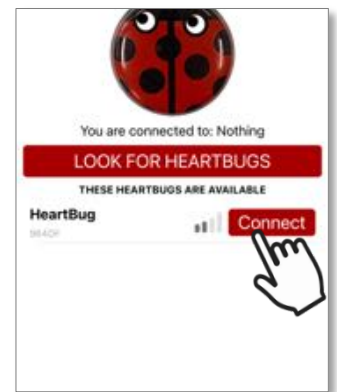 You are connected to: Nothing
LOOK FOR HEARTBUGS
THESE HEARTBUGS ARE AVAILABLE
HeartBug
Connect